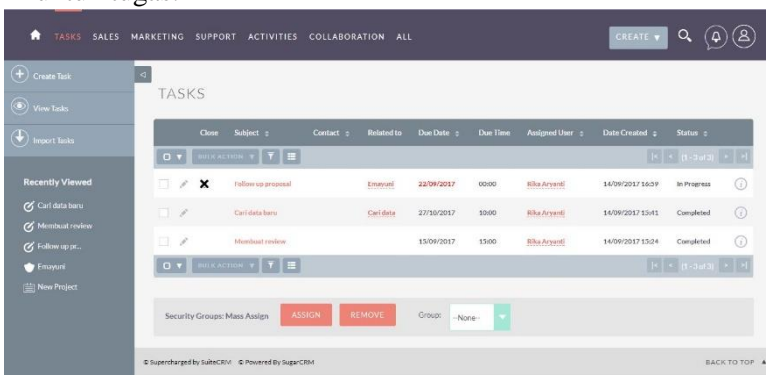 TASKS SALES MARKETING SUPPORT ACTIVITIES COLLABORATION ALL CREATE
Create Task
View Tasks
Import Tasks
Recently Viewed
Cari data baru
Membuat review
Follow up pr...
Emayuni
New Project
TASKS
Close Subject Contact Related to Due Date Due Time Assigned User Date Created Status
BULK ACTION (1 - 3 of 3)
Follow up proposal Emayuni 22/09/2017 00:00 Rika Aryanti 14/09/2017 16:59 In Progress
Cari data baru Cari data 27/10/2017 10:00 Rika Aryanti 14/09/2017 15:41 Completed
Membuat review 15/09/2017 15:00 Rika Aryanti 14/09/2017 15:24 Completed
BULK ACTION (1 - 3 of 3)
Security Groups: Mass Assign ASSIGN REMOVE Group: --None--
© Supercharged by SuiteCRM © Powered By SugarCRM BACK TO TOP